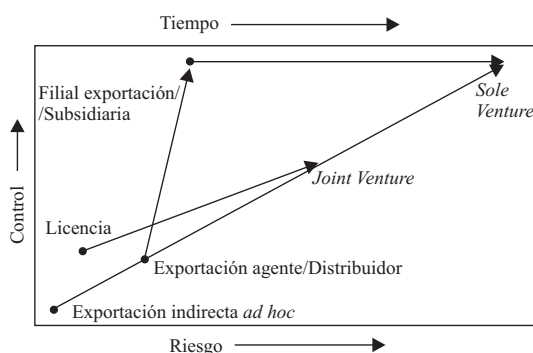 Tiempo
Filial exportación/
/Subsidiaria
Sole
Venture
Control
Joint Venture
Licencia
Exportación agente/Distribuidor
Exportación indirecta ad hoc
Riesgo